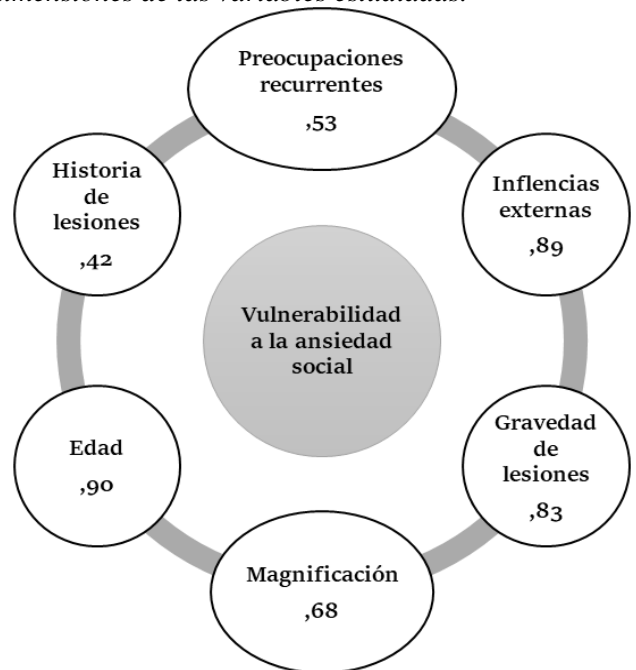 dimensiones de las variables estudiadas.
Preocupaciones
recurrentes
,53
Historia
de
lesiones
,42
Inflencias
externas
,89
Vulnerabilidad
a la ansiedad
social
Edad
,90
Gravedad
de
lesiones
,83
Magnificación
,68